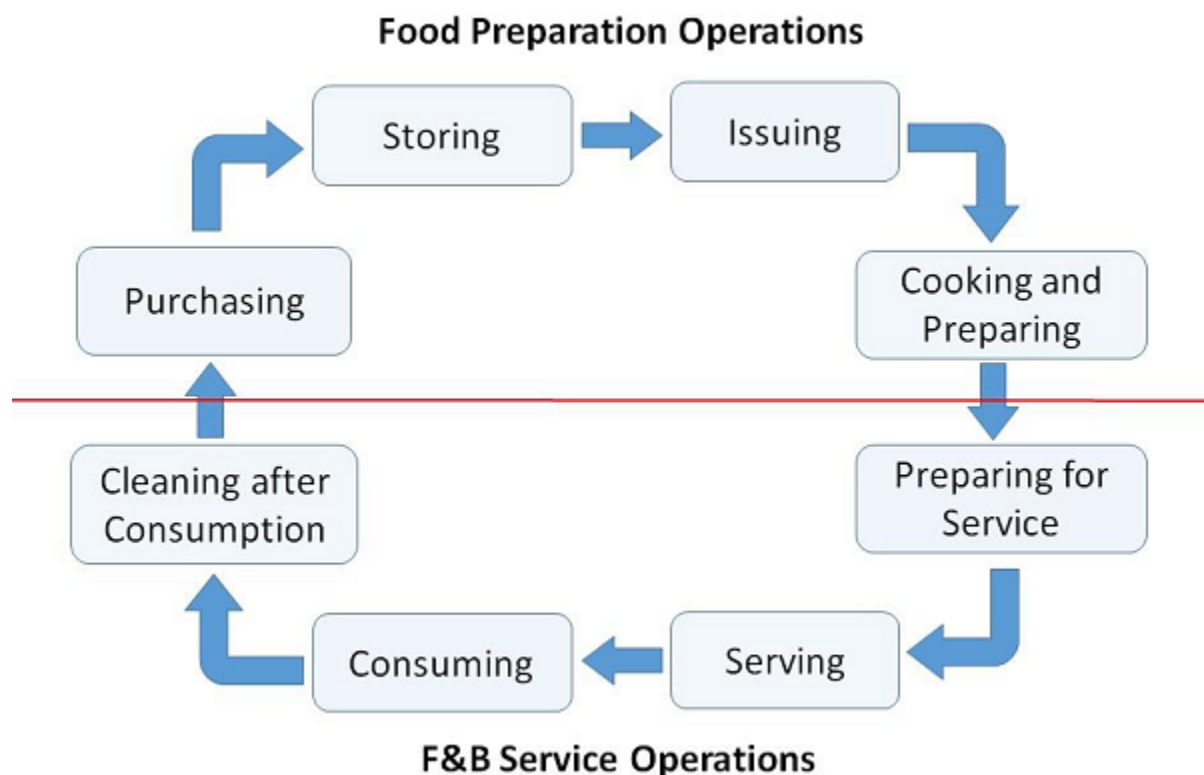 Food Preparation Operations
Storing
Issuing
Purchasing
Cooking and
Preparing
Cleaning after
Consumption
Preparing for
Service
Consuming
Serving
F&B Service Operations